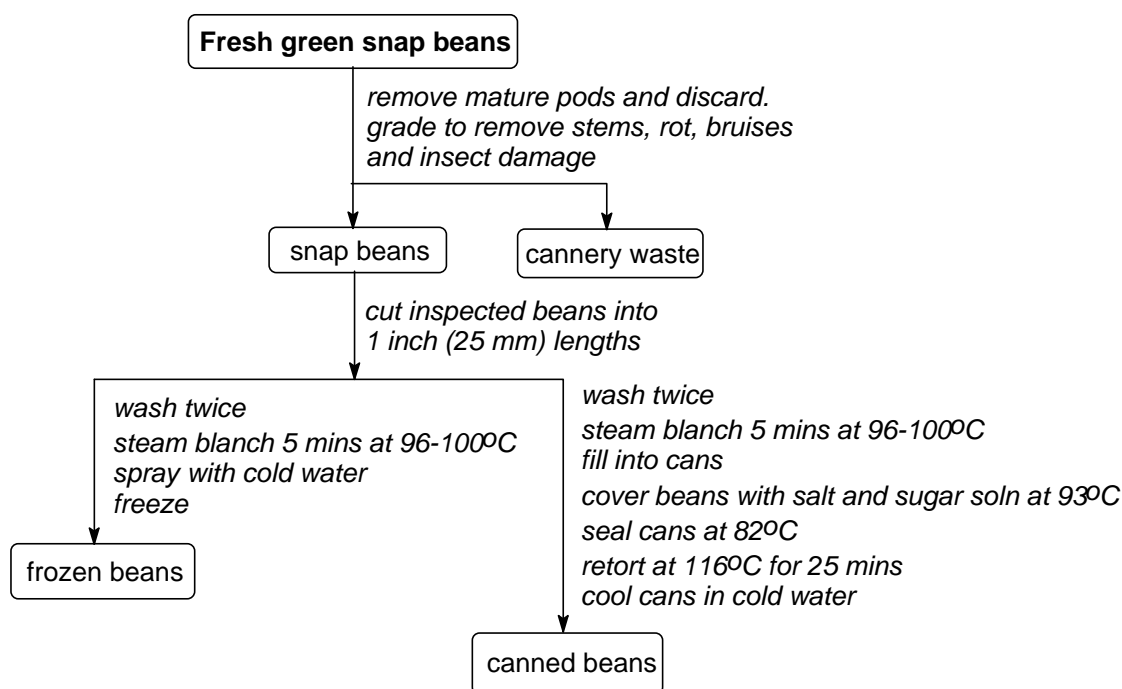 Fresh green snap beans
remove mature pods and discard.
grade to remove stems, rot, bruises
and insect damage
snap beans
cannery waste
cut inspected beans into
1 inch (25 mm) lengths
wash twice
steam blanch 5 mins at 96-100ºC
spray with cold water
freeze
frozen beans
wash twice
steam blanch 5 mins at 96-100ºC
fill into cans
cover beans with salt and sugar soln at 93ºC
seal cans at 82ºC
retort at 116ºC for 25 mins
cool cans in cold water
canned beans